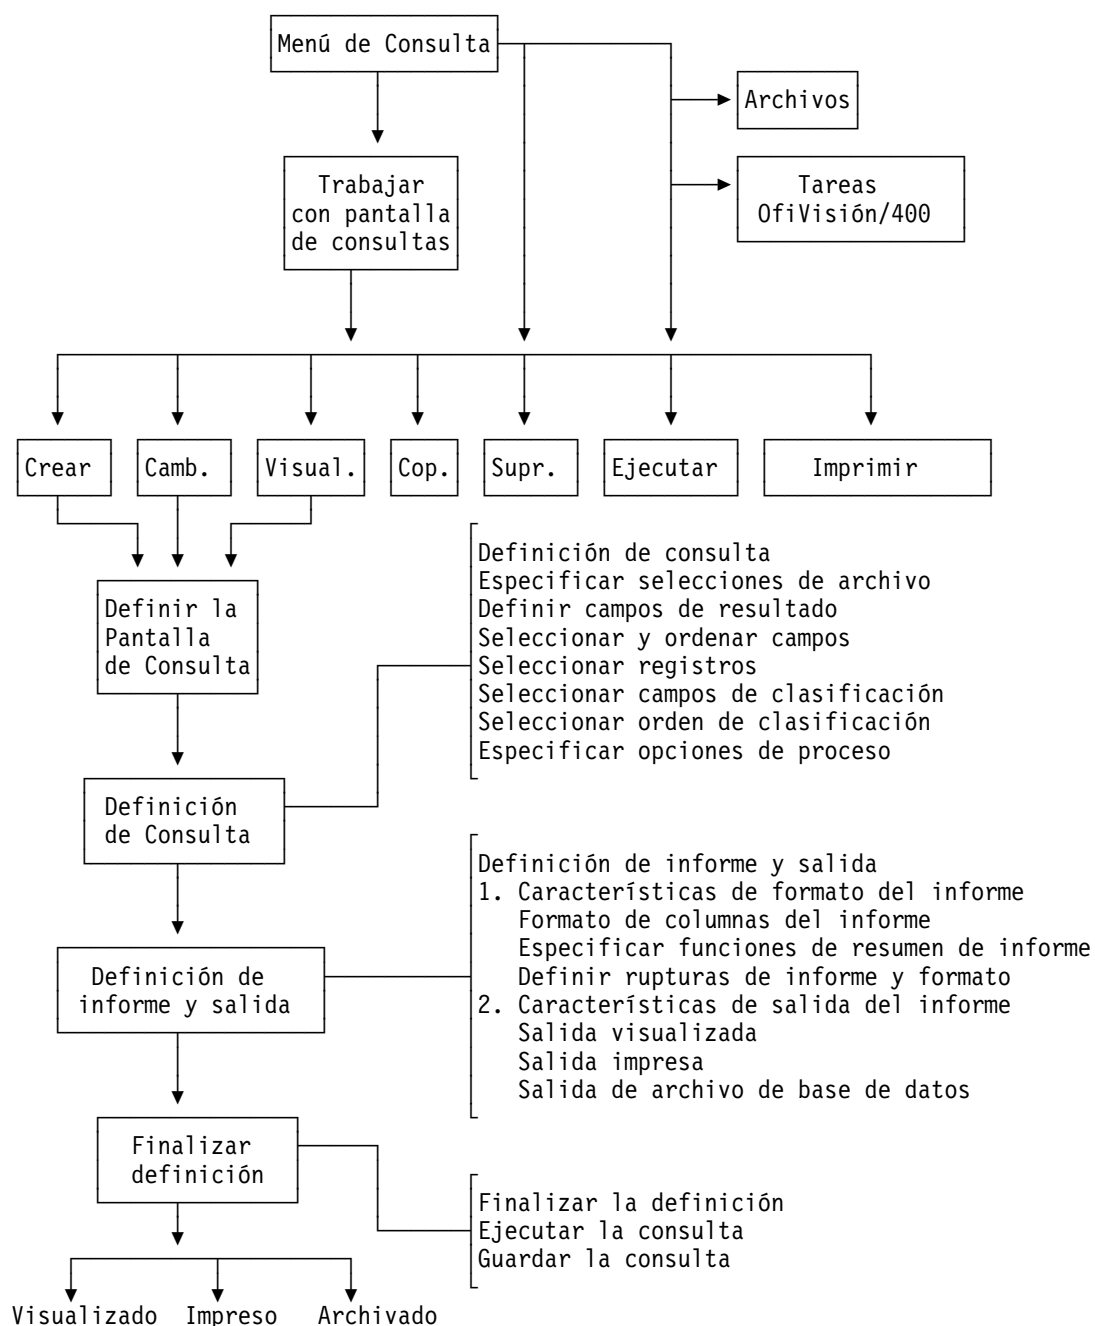 Menú de Consulta
Archivos
Trabajar
con pantalla
de consultas
Tareas
OfiVisión/400
Crear
Camb.
Visual.
Cop.
Supr.
Ejecutar
Imprimir
Definir la
Pantalla
de Consulta
Definición de consulta
Especificar selecciones de archivo
Definir campos de resultado
Seleccionar y ordenar campos
Seleccionar registros
Seleccionar campos de clasificación
Seleccionar orden de clasificación
Especificar opciones de proceso
Definición
de Consulta
Definición de informe y salida
1. Características de formato del informe
Formato de columnas del informe
Especificar funciones de resumen de informe
Definir rupturas de informe y formato
2. Características de salida del informe
Salida visualizada
Salida impresa
Salida de archivo de base de datos
Definición de
informe y salida
Finalizar
definición
Finalizar la definición
Ejecutar la consulta
Guardar la consulta
Visualizado
Impreso
Archivado